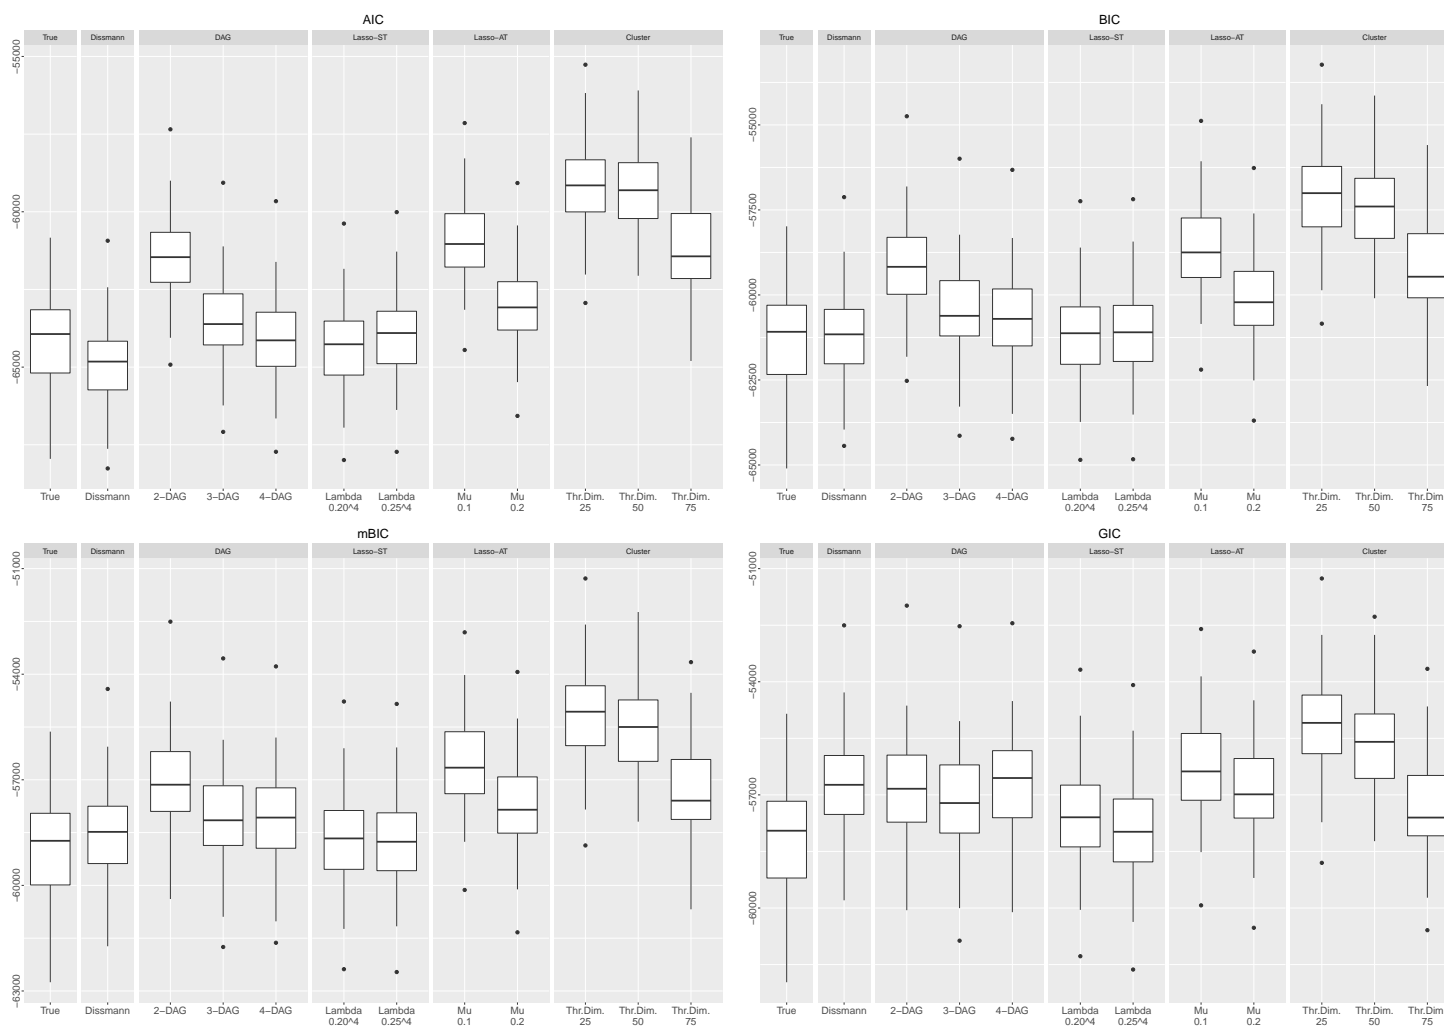 AIC
True Dissmann DAG Lasso−ST Lasso−AT Cluster
−55000
−60000
−65000
True Dissmann 2−DAG 3−DAG 4−DAG Lambda Lambda Mu Mu Thr.Dim. Thr.Dim. Thr.Dim.
0.20^4 0.25^4 0.1 0.2 25 50 75
BIC
True Dissmann DAG Lasso−ST Lasso−AT Cluster
−55000
−57500
−60000
−62500
−65000
True Dissmann 2−DAG 3−DAG 4−DAG Lambda Lambda Mu Mu Thr.Dim. Thr.Dim. Thr.Dim.
0.20^4 0.25^4 0.1 0.2 25 50 75
mBIC
True Dissmann DAG Lasso−ST Lasso−AT Cluster
−51000
−54000
−57000
−60000
−63000
True Dissmann 2−DAG 3−DAG 4−DAG Lambda Lambda Mu Mu Thr.Dim. Thr.Dim. Thr.Dim.
0.20^4 0.25^4 0.1 0.2 25 50 75
GIC
True Dissmann DAG Lasso−ST Lasso−AT Cluster
−51000
−54000
−57000
−60000
True Dissmann 2−DAG 3−DAG 4−DAG Lambda Lambda Mu Mu Thr.Dim. Thr.Dim. Thr.Dim.
0.20^4 0.25^4 0.1 0.2 25 50 75